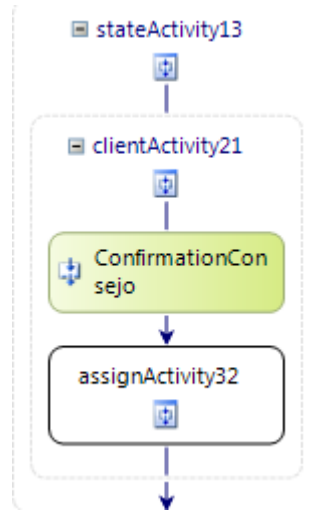 stateActivity13
clientActivity21
ConfirmationCon
sejo
assignActivity32